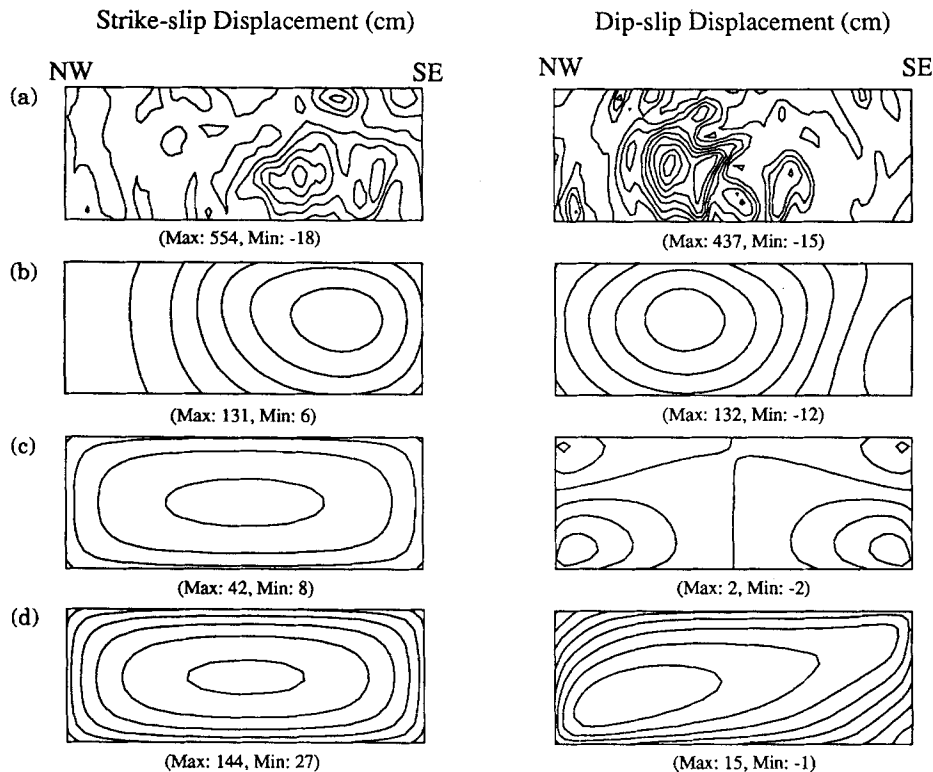 Strike-slip Displacement (cm) Dip-slip Displacement (cm)
NW SE NW SE
(a)
(Max: 554, Min: -18) (Max: 437, Min: -15)
(b)
(Max: 131, Min: 6) (Max: 132, Min: -12)
(c)
(Max: 42, Min: 8) (Max: 2, Min: -2)
(d)
(Max: 144, Min: 27) (Max: 15, Min: -1)